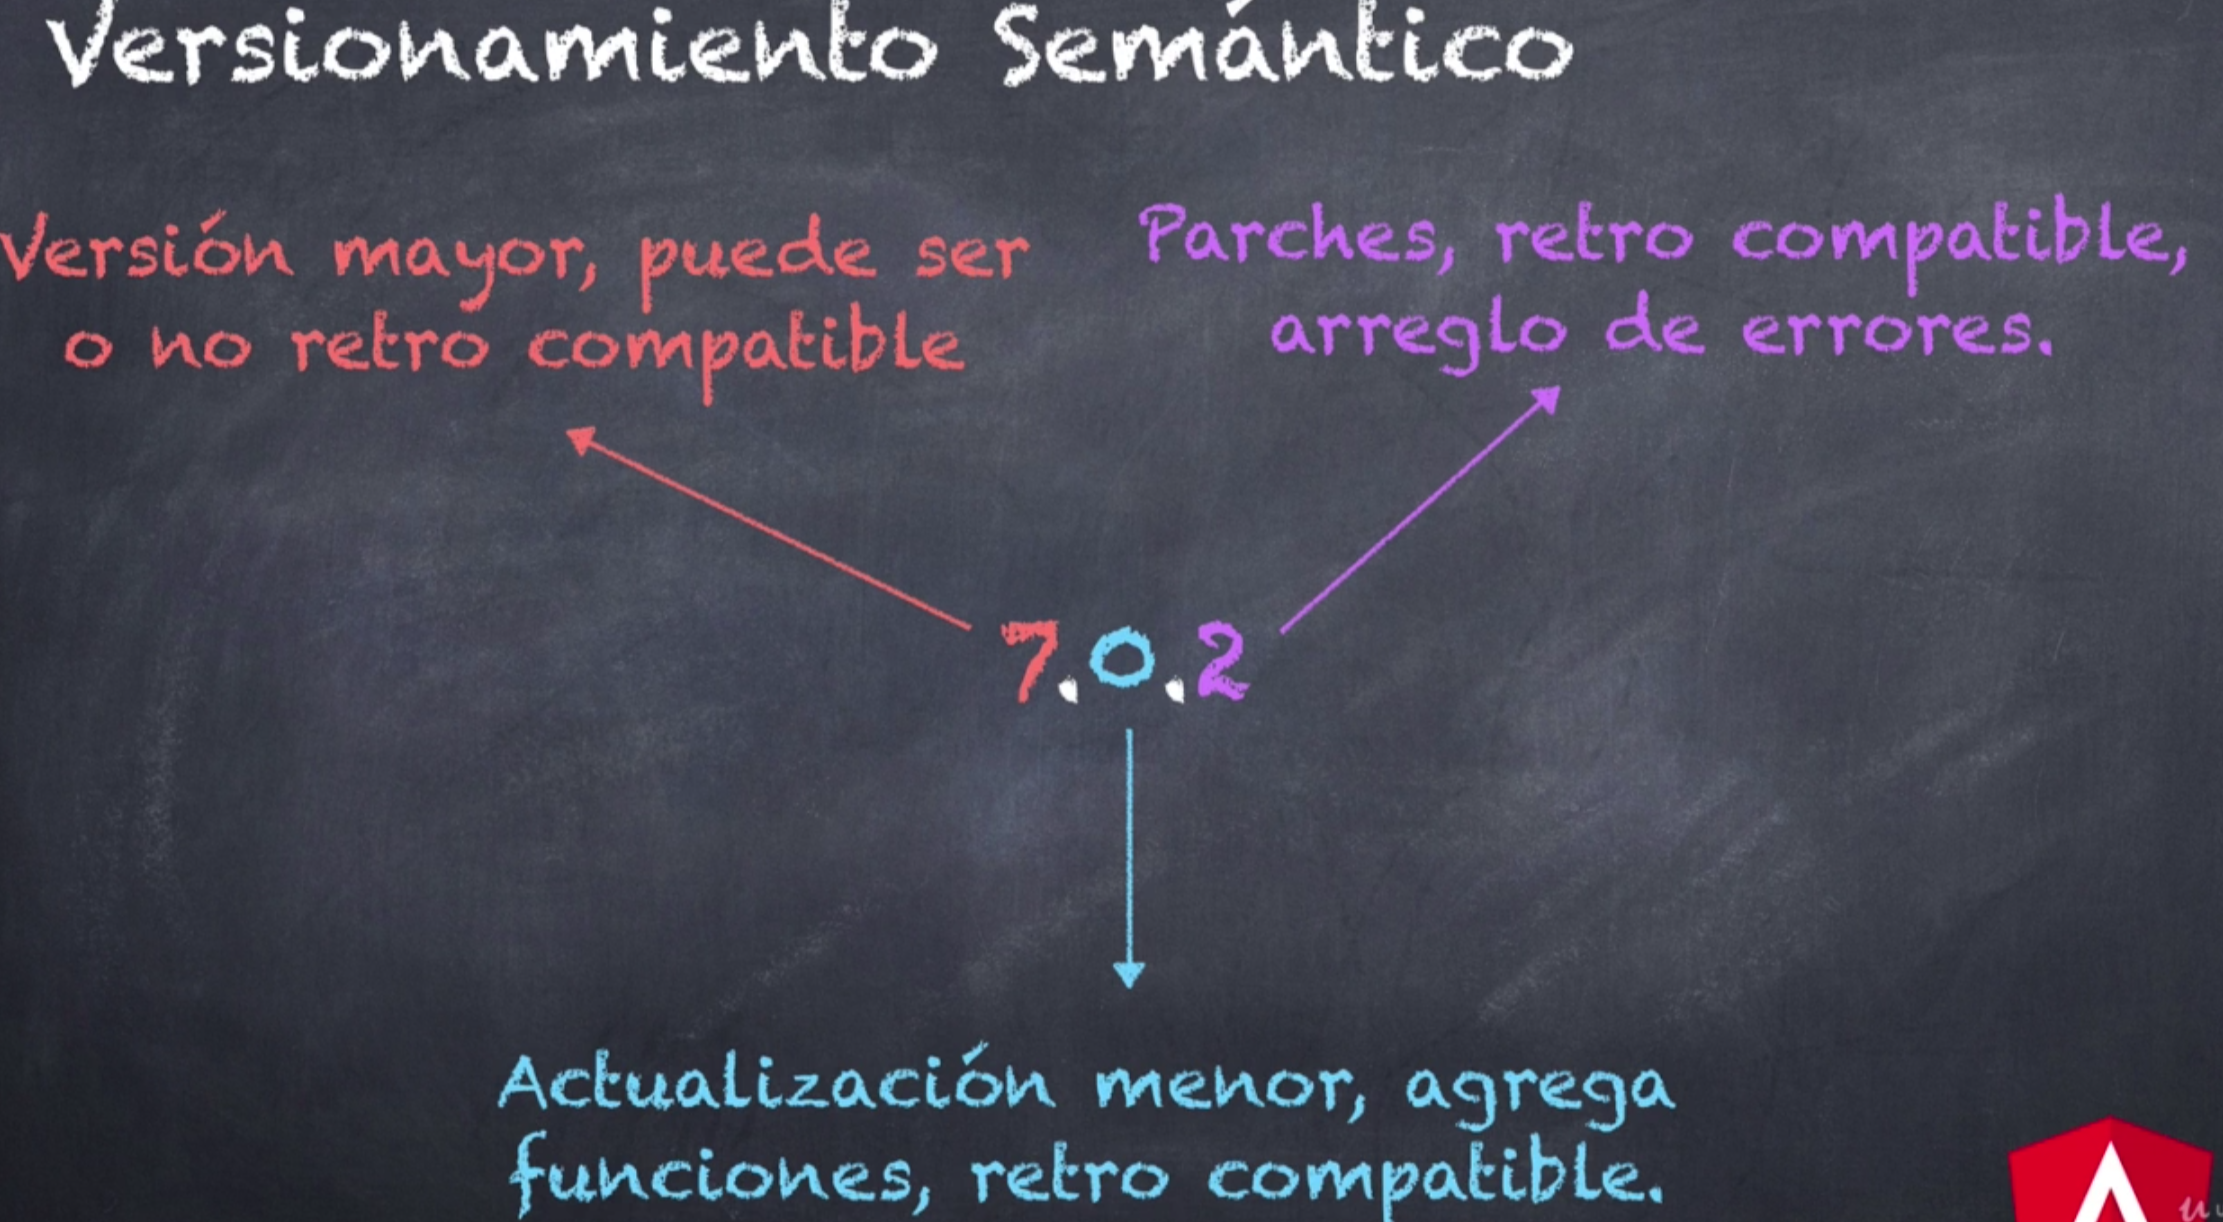 Versionamiento Semántico
Versión mayor, puede ser
o no retro compatible
Parches, retro compatible,
arreglo de errores.
7.0.2
Actualización menor, agrega
funciones, retro compatible.